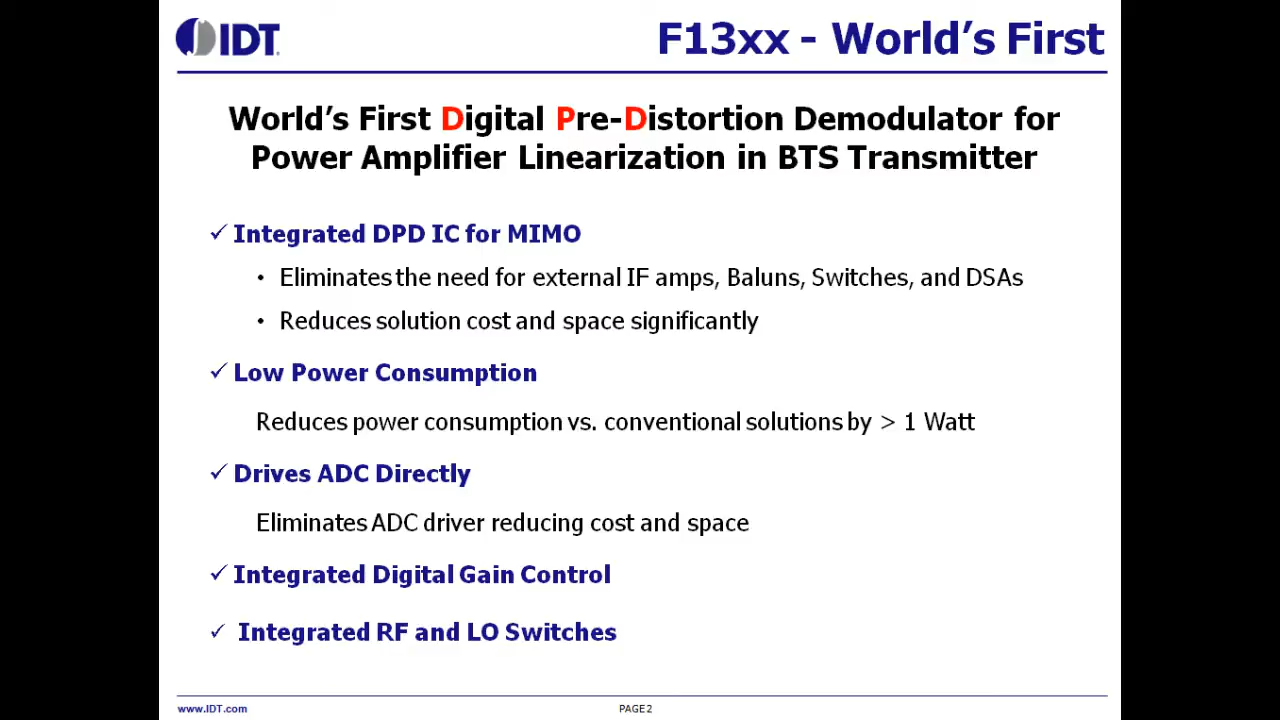 IDT
F13xx - World's First
World's First Digital Pre-Distortion Demodulator for
Power Amplifier Linearization in BTS Transmitter
✓ Integrated DPD IC for MIMO
• Eliminates the need for external IF amps, Baluns, Switches, and DSAs
• Reduces solution cost and space significantly
✓ Low Power Consumption
Reduces power consumption vs. conventional solutions by > 1 Watt
✓ Drives ADC Directly
Eliminates ADC driver reducing cost and space
✓ Integrated Digital Gain Control
✓ Integrated RF and LO Switches
www.IDT.com
PAGE 2